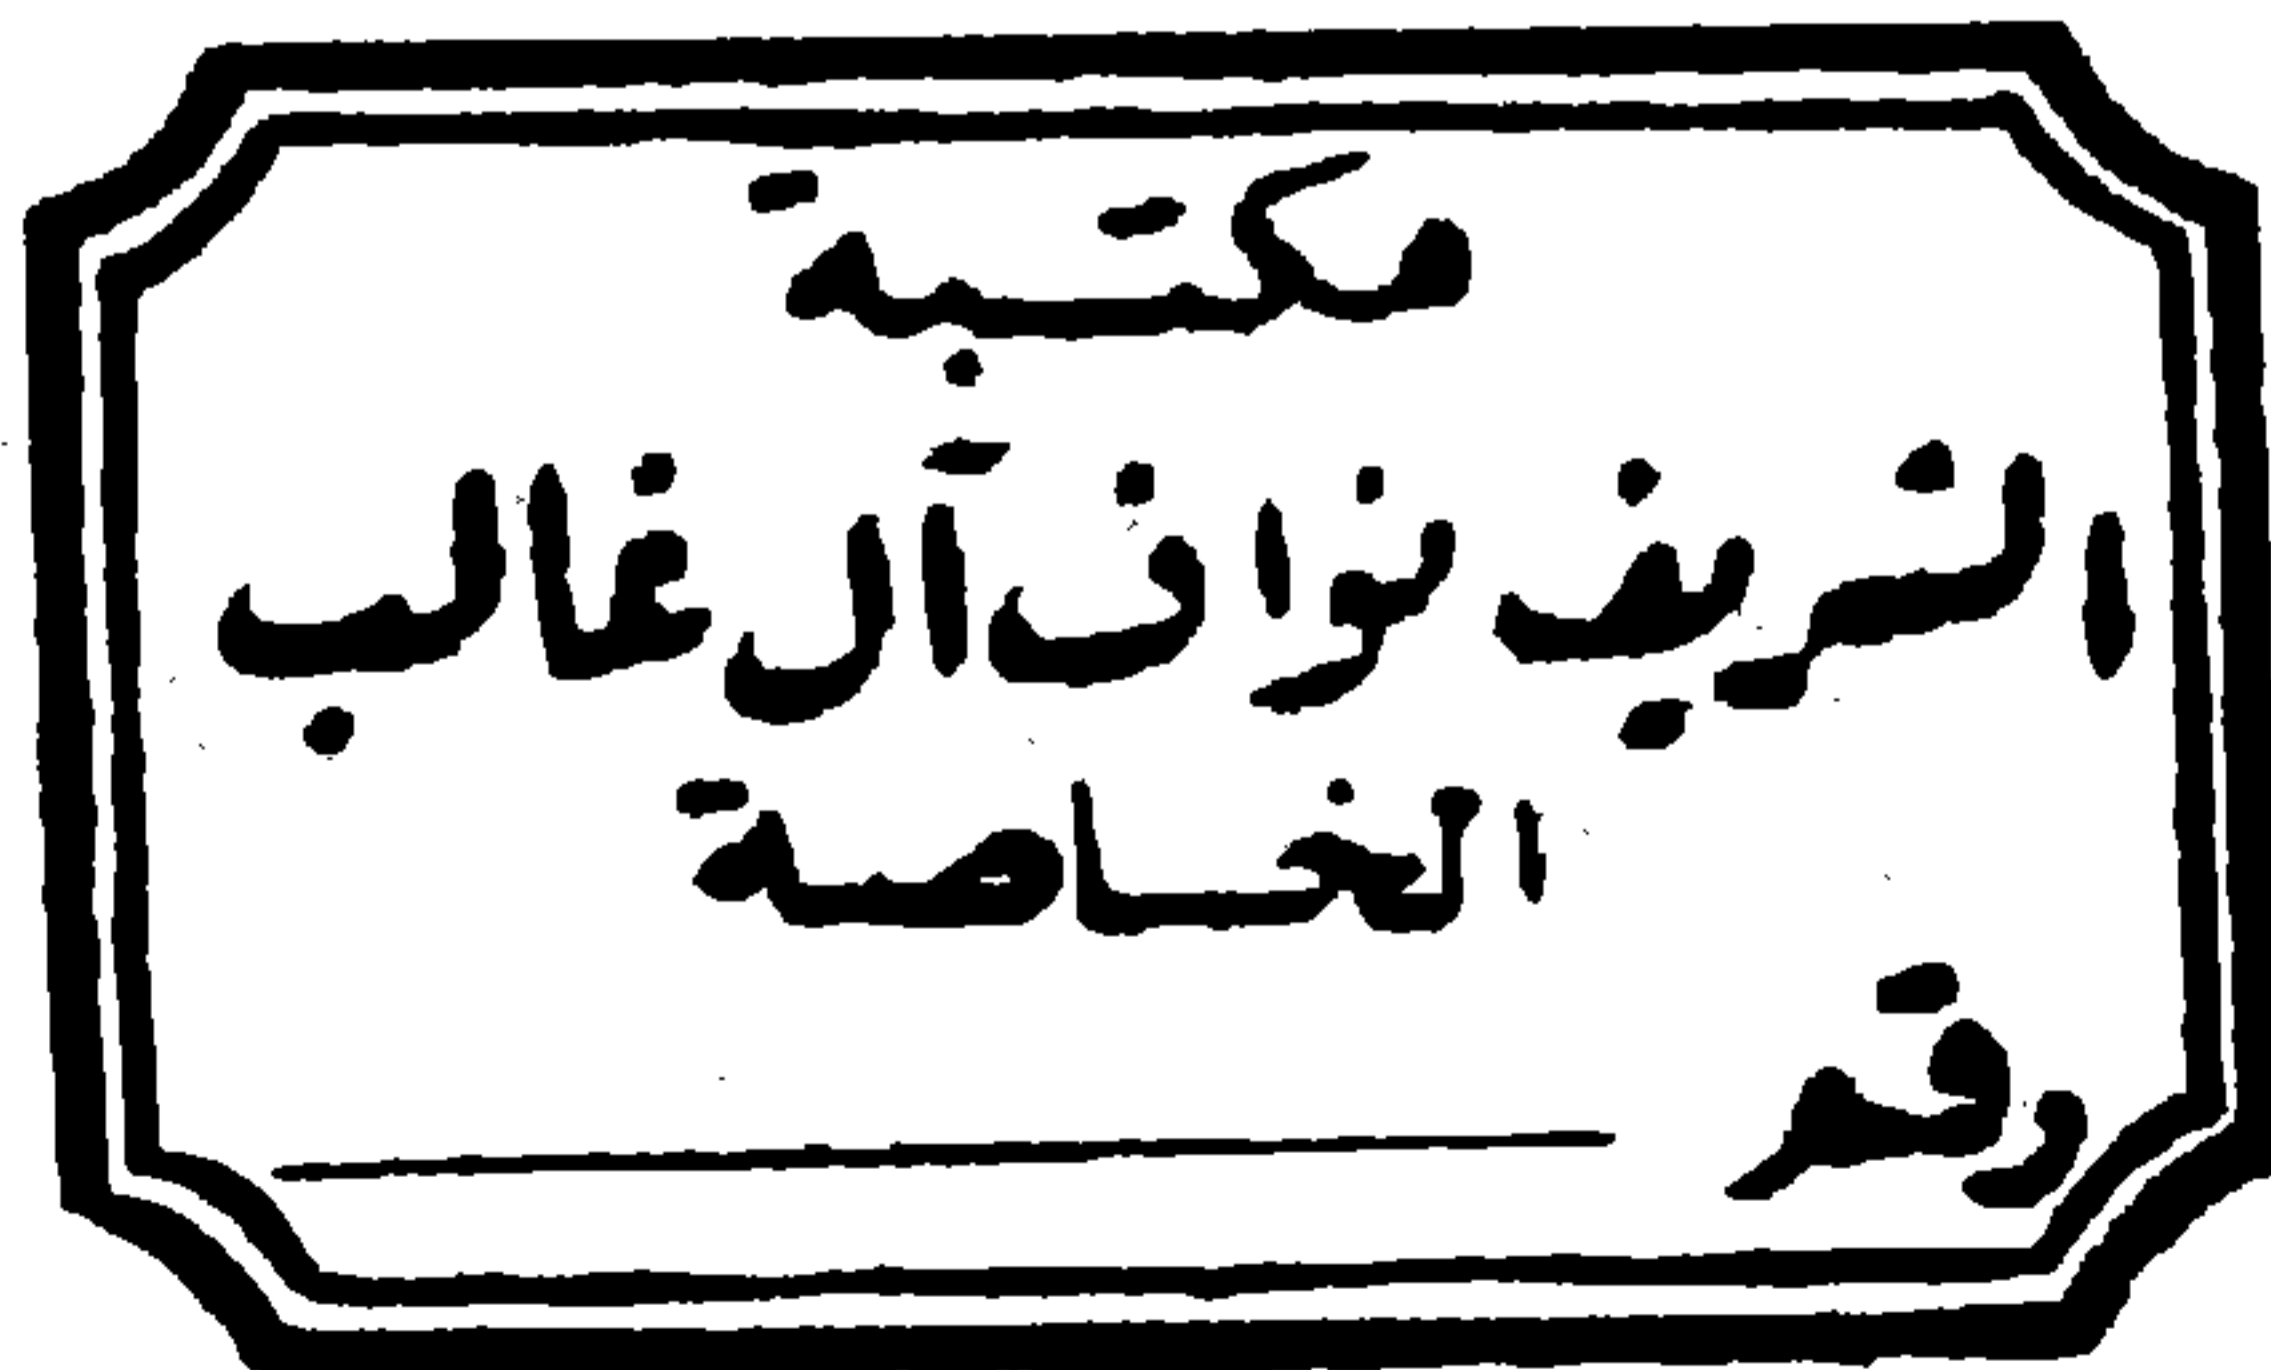 مكتبة
الشريف نواف آل غالب
الخاصة
رقم